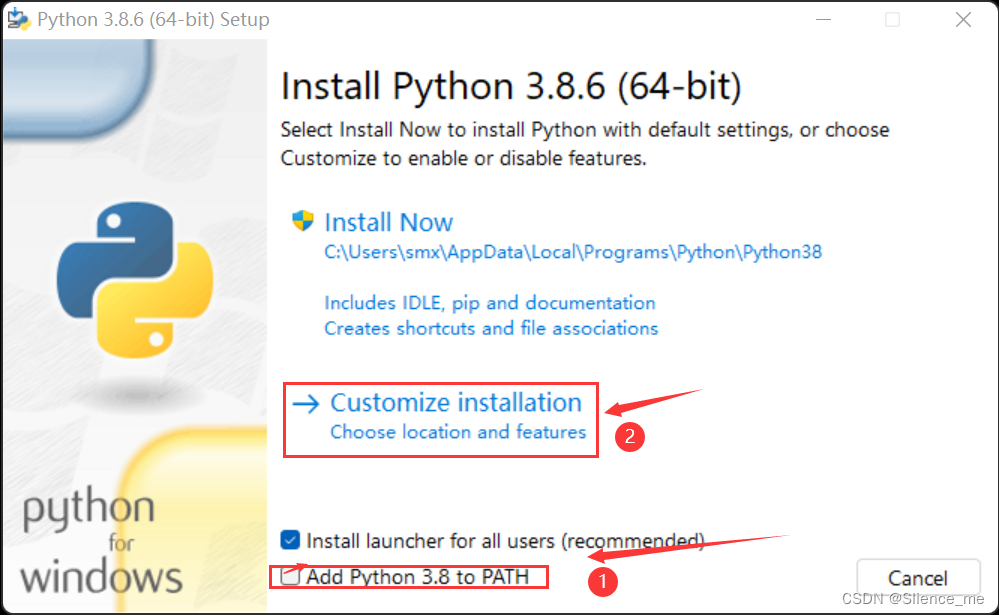 Python 3.8.6 (64-bit) Setup
Install Python 3.8.6 (64-bit)
Select Install Now to install Python with default settings, or choose
Customize to enable or disable features.
Install Now
C:\Users\smx\AppData\Local\Programs\Python\Python38
Includes IDLE, pip and documentation
Creates shortcuts and file associations
Customize installation
Choose location and features
2
python
for
windows
Install launcher for all users (recommended)
Add Python 3.8 to PATH
1
Cancel
CSDN @Silence_me